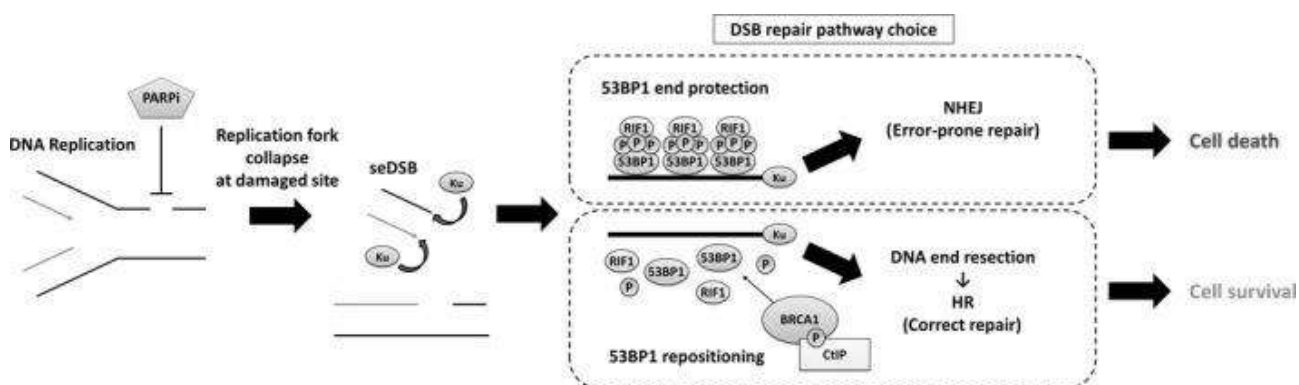 DSB repair pathway choice
PARPi
DNA Replication
Replication fork
collapse
at damaged site
seDSB
Ku
Ku
53BP1 end protection
RIF1 RIF1 RIF1
P P P P P P P
53BP1 53BP1 53BP1
Ku
NHEJ
(Error-prone repair)
Cell death
Ku
RIF1
P
53BP1
53BP1
P
RIF1
BRCA1
P
CtIP
53BP1 repositioning
DNA end resection
↓
HR
(Correct repair)
Cell survival